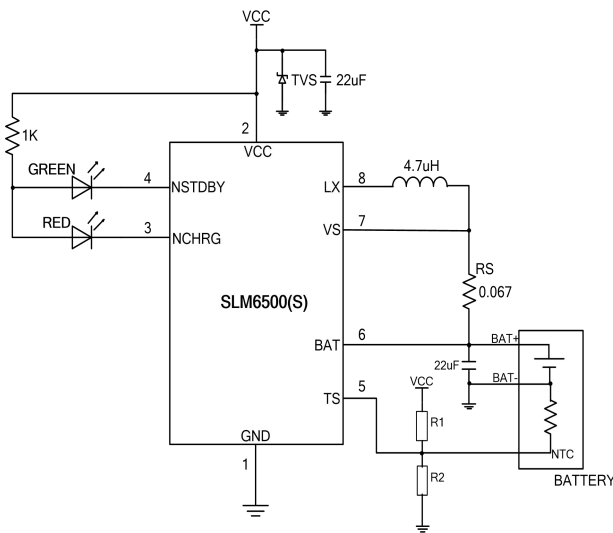 VCC
TVS
22uF
1K
2
VCC
GREEN
4
NSTDBY
LX
8
4.7uH
RED
3
NCHRG
VS
7
RS
0.067
SLM6500(S)
BAT
6
BAT+
22uF
BAT-
VCC
TS
5
R1
GND
NTC
1
R2
BATTERY